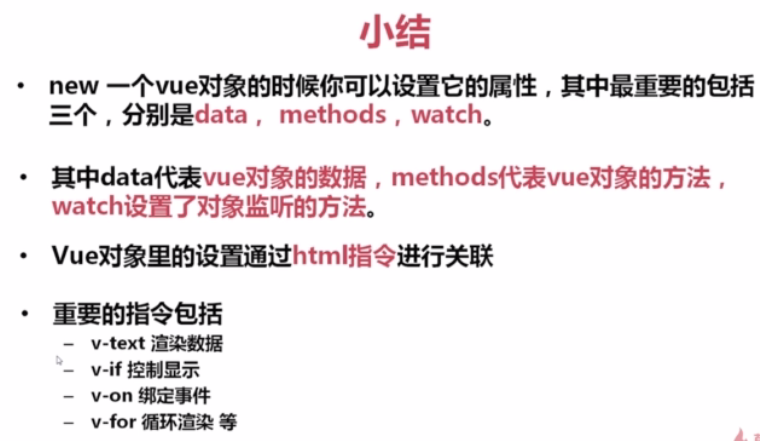 小结
• new 一个vue对象的时候你可以设置它的属性，其中最重要的包括
三个，分别是data， methods，watch。
• 其中data代表vue对象的数据，methods代表vue对象的方法，
watch设置了对象监听的方法。
• Vue对象里的设置通过html指令进行关联
• 重要的指令包括
– v-text 渲染数据
– v-if 控制显示
– v-on 绑定事件
– v-for 循环渲染 等